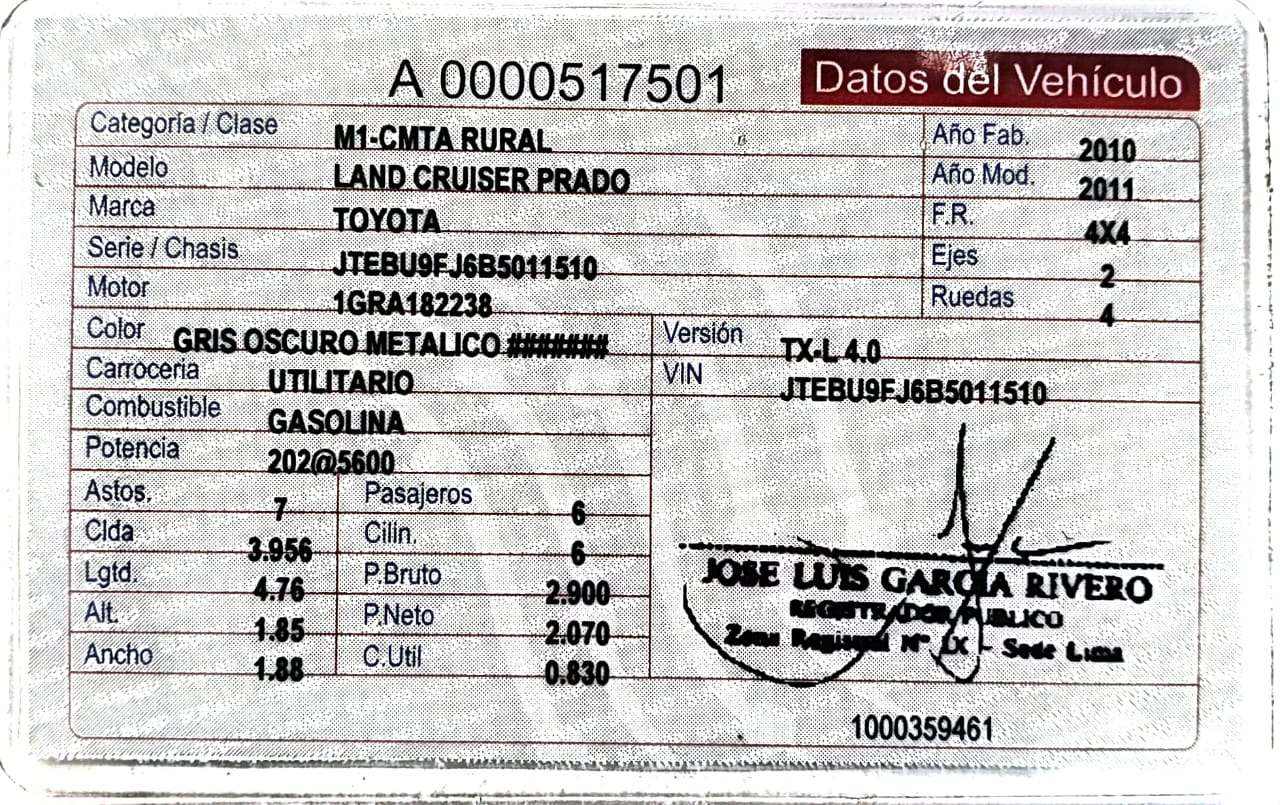 A 0000517501 Datos del Vehículo
Categoría / Clase M1-CMTA RURAL Año Fab. 2010
Modelo LAND CRUISER PRADO Año Mod. 2011
Marca TOYOTA F.R. 4X4
Serie / Chasis JTEBU9FJ6B5011510 Ejes 2
Motor 1GRA182238 Ruedas 4
Color GRIS OSCURO METALICO ####### Versión TX-L 4.0
Carroceria UTILITARIO VIN JTEBU9FJ6B5011510
Combustible GASOLINA
Potencia 202@5600
Astos. 7 Pasajeros 6
Clda 3.956 Cilin. 6
Lgtd. 4.76 P.Bruto 2.900
Alt. 1.85 P.Neto 2.070
Ancho 1.88 C.Util 0.830
JOSE LUIS GARCIA RIVERO
REGISTRADOR PUBLICO
Zona Registral Nº IX - Sede Lima
1000359461